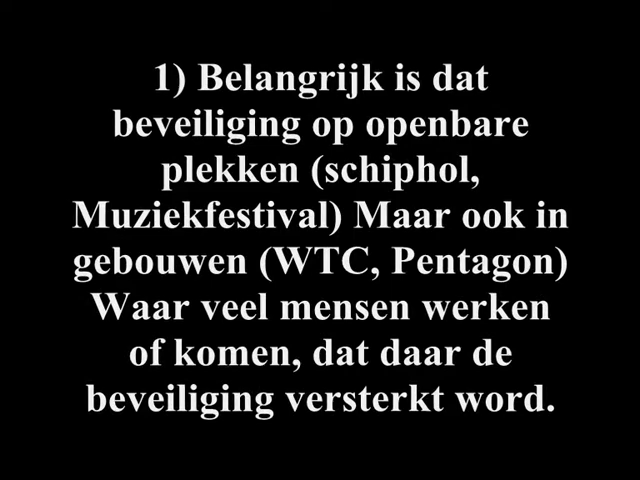 1) Belangrijk is dat
beveiliging op openbare
plekken (schiphol,
Muziekfestival) Maar ook in
gebouwen (WTC, Pentagon)
Waar veel mensen werken
of komen, dat daar de
beveiliging versterkt word.